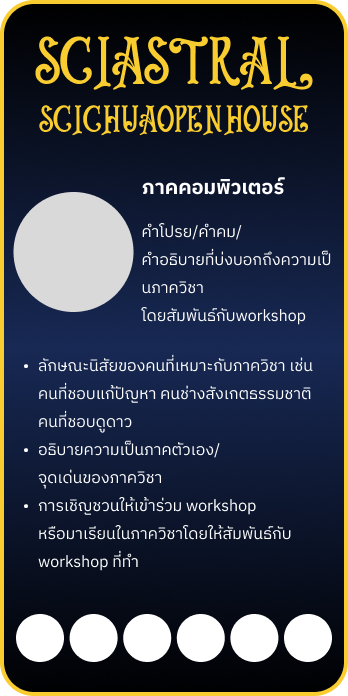 SCIASTRAL
SCICHUAOPENHOUSE
ภาคคอมพิวเตอร์
คำโปรย/คำคม/
คำอธิบายที่บ่งบอกถึงความเป็
นภาควิชา
โดยสัมพันธ์กับworkshop
• ลักษณะนิสัยของคนที่เหมาะกับภาควิชา เช่น
คนที่ชอบแก้ปัญหา คนช่างสังเกตธรรมชาติ
คนที่ชอบดูดาว
• อธิบายความเป็นภาคตัวเอง/
จุดเด่นของภาควิชา
• การเชิญชวนให้เข้าร่วม workshop
หรือมาเรียนในภาควิชาโดยให้สัมพันธ์กับ
workshop ที่ทำ